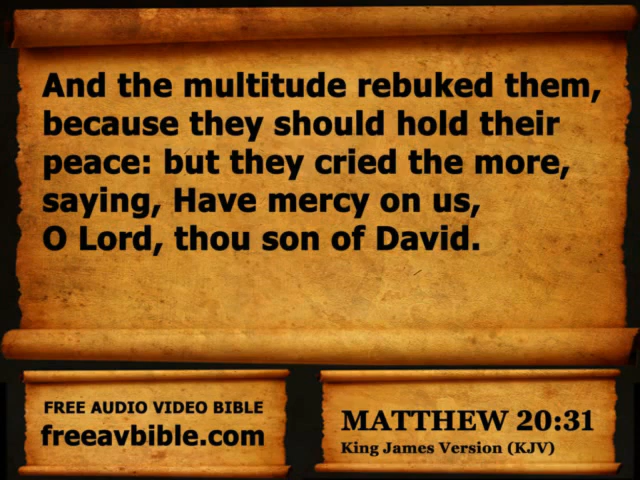 And the multitude rebuked them,
because they should hold their
peace: but they cried the more,
saying, Have mercy on us,
O Lord, thou son of David.
FREE AUDIO VIDEO BIBLE
freeavbible.com
MATTHEW 20:31
King James Version (KJV)